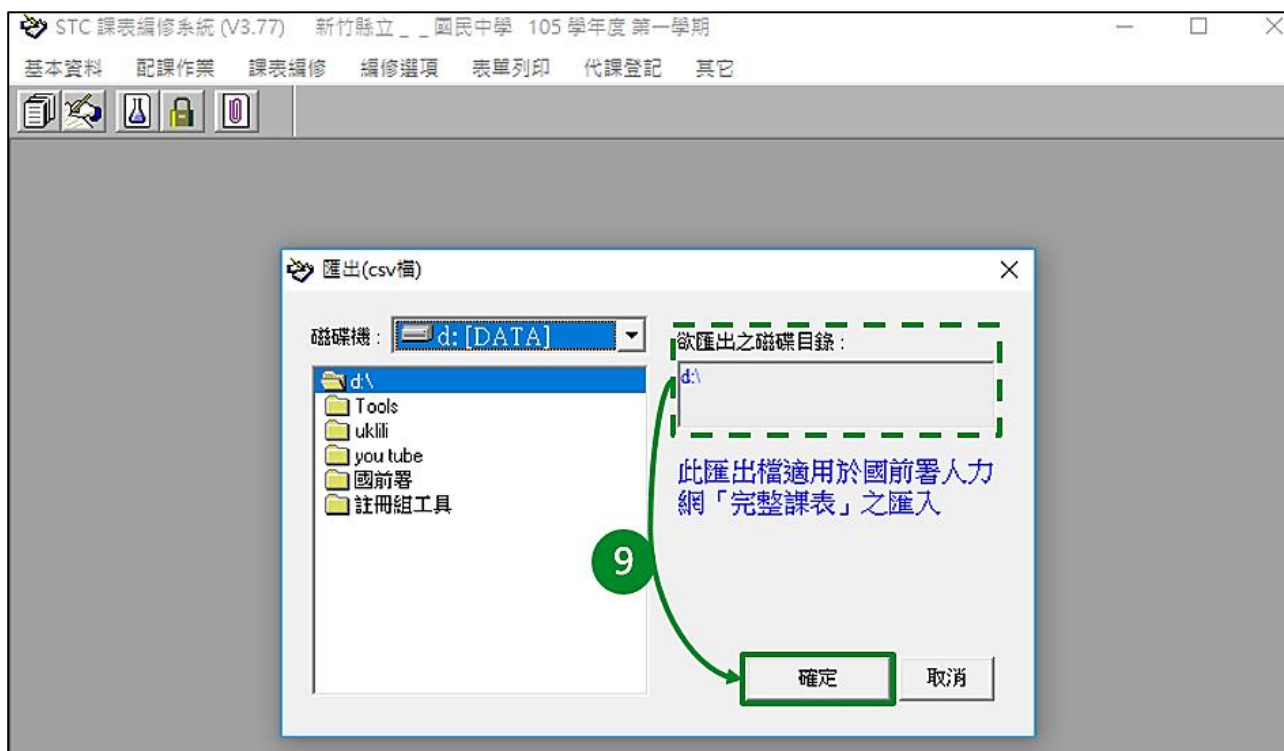 STC 課表編修系統 (V3.77) 新竹縣立 _ _ 國民中學 105 學年度 第一學期
基本資料 配課作業 課表編修 編修選項 表單列印 代課登記 其它
匯出(csv檔)
磁碟機 :
d: [DATA]
d:\
Tools
uklili
you tube
國前署
註冊組工具
欲匯出之磁碟目錄 :
d:\
此匯出檔適用於國前署人力
網「完整課表」之匯入
9
確定
取消